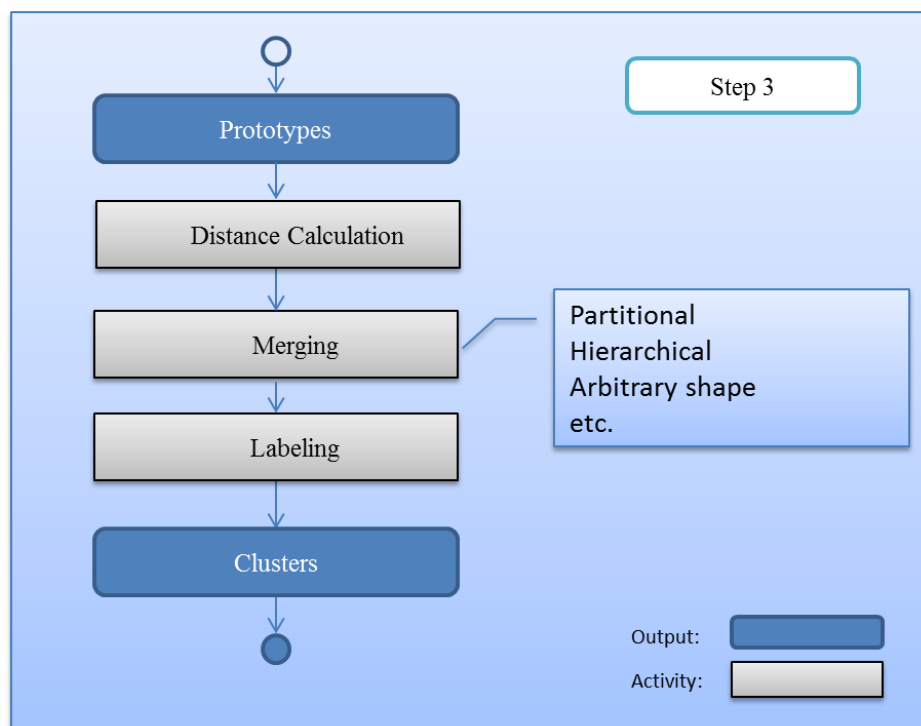 Step 3
Prototypes
Distance Calculation
Merging
Partitional
Hierarchical
Arbitrary shape
etc.
Labeling
Clusters
Output:
Activity: